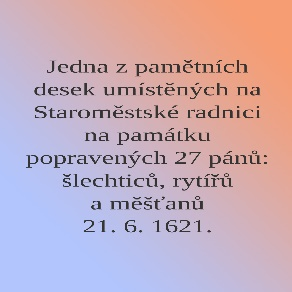 Jedna z pamětních
desek umístěných na
Staroměstské radnici
na památku
popravených 27 pánů:
šlechticů, rytířů
a měšťanů
21. 6. 1621.